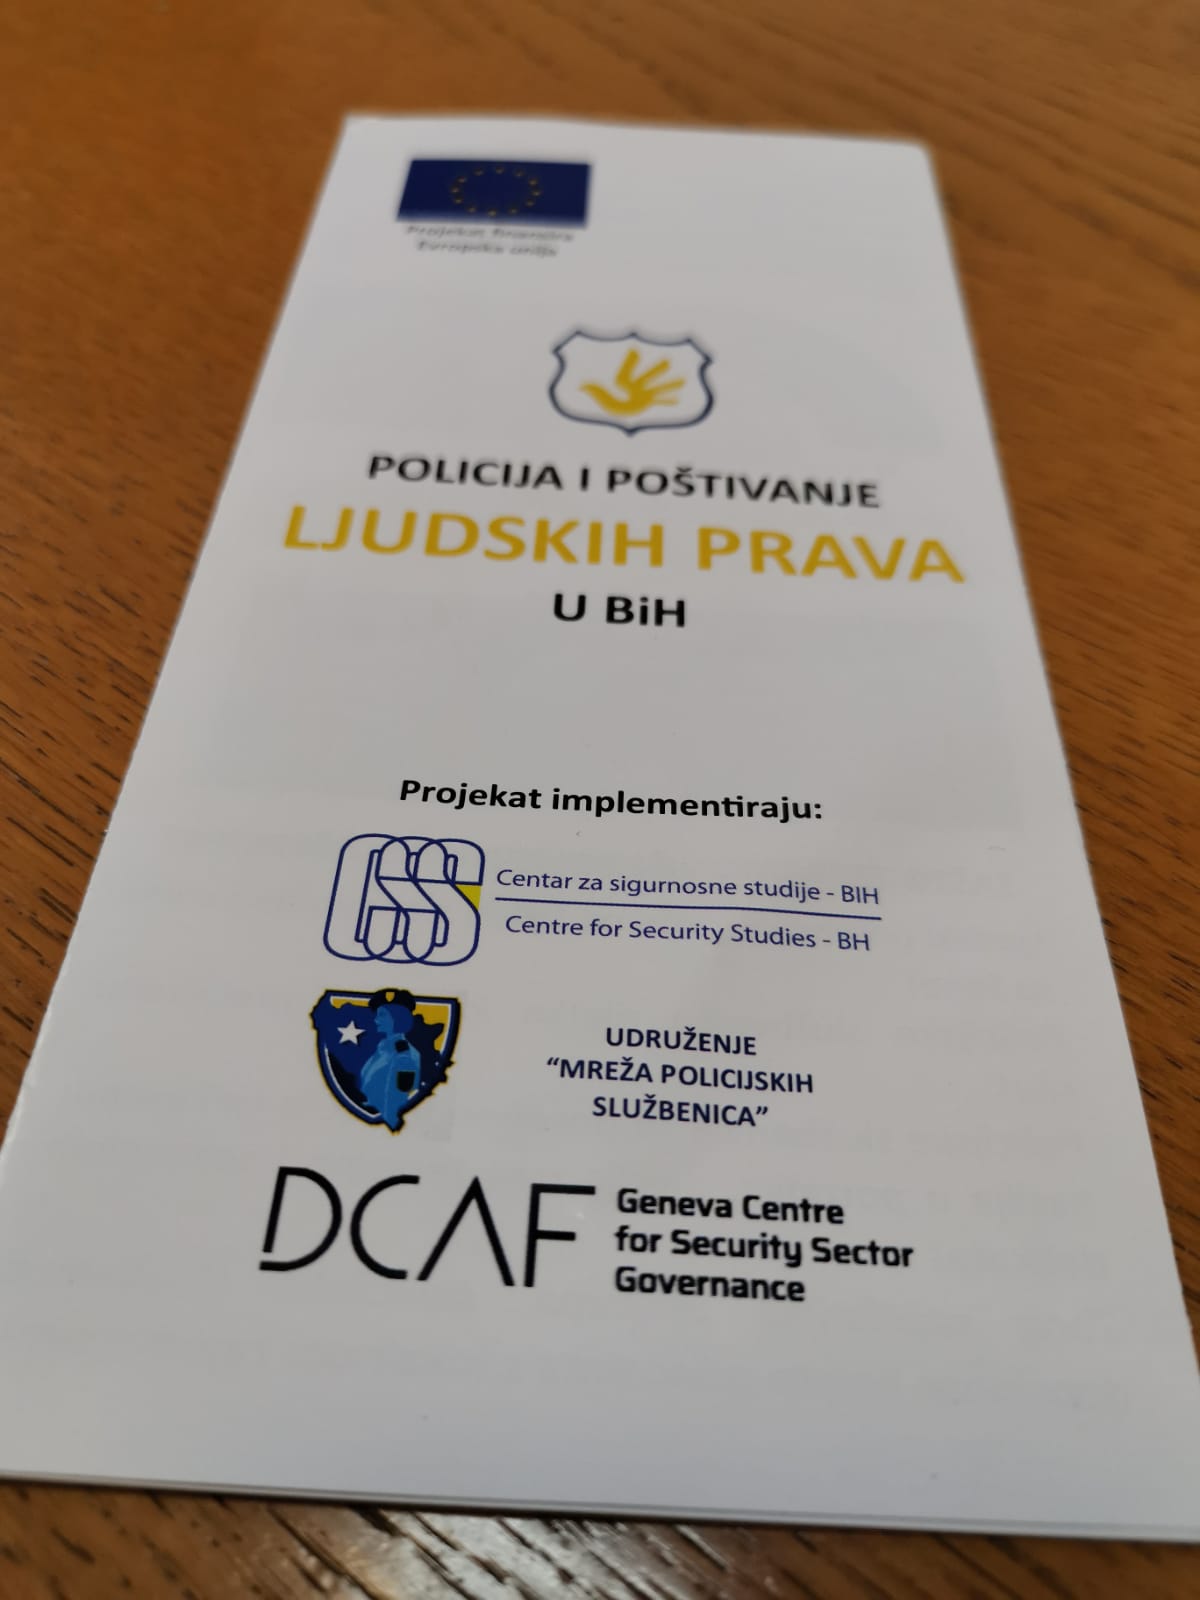 Projekat finansira
Evropska unija
POLICIJA I POŠTIVANJE
LJUDSKIH PRAVA
U BiH
Projekat implementiraju:
CSS
Centar za sigurnosne studije - BIH
Centre for Security Studies - BH
UDRUŽENJE
“MREŽA POLICIJSKIH
SLUŽBENICA”
DCAF
Geneva Centre
for Security Sector
Governance